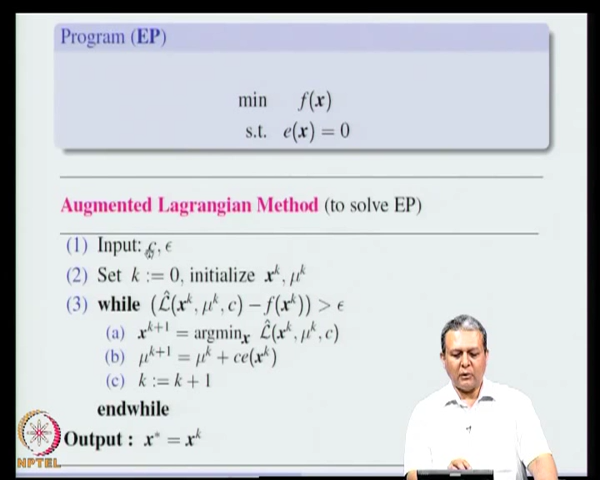 Program (EP)
min f(x)
s.t. e(x) = 0
Augmented Lagrangian Method (to solve EP)
(1) Input: c, ϵ
(2) Set k := 0, initialize x^k, μ^k
(3) while (L̂(x^k, μ^k, c) − f(x^k)) > ϵ
(a) x^{k+1} = argmin_x L̂(x^k, μ^k, c)
(b) μ^{k+1} = μ^k + ce(x^k)
(c) k := k + 1
endwhile
Output : x* = x^k
NPTEL